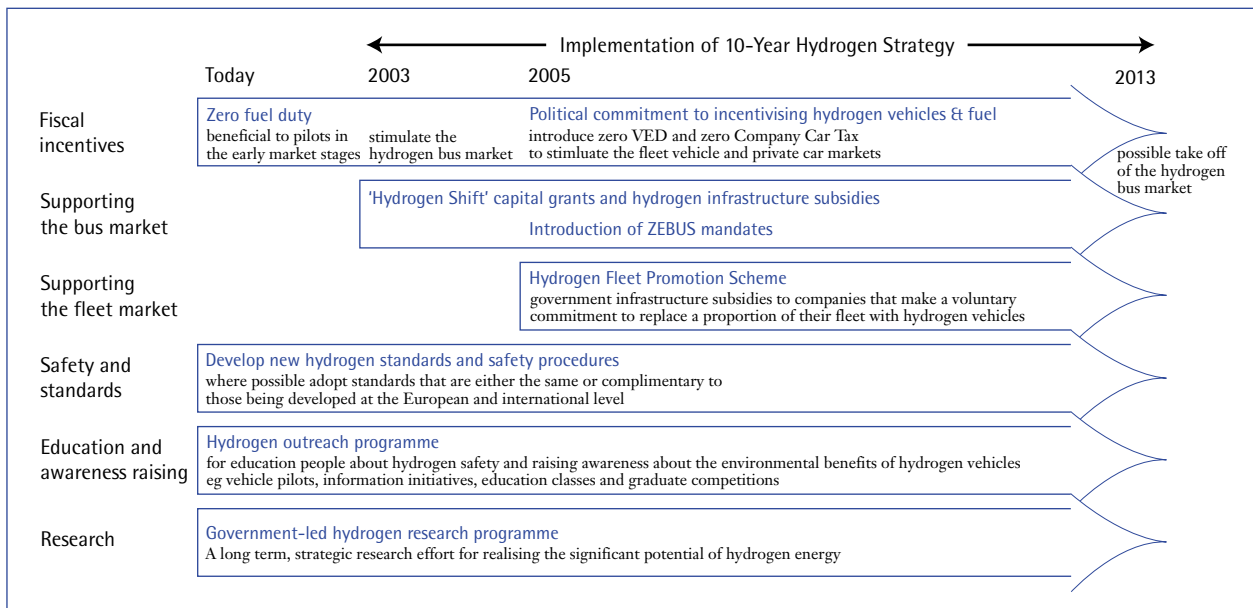 Implementation of 10-Year Hydrogen Strategy
Today
2003
2005
2013
Fiscal
incentives
Zero fuel duty
beneficial to pilots in
the early market stages
stimulate the
hydrogen bus market
Political commitment to incentivising hydrogen vehicles & fuel
introduce zero VED and zero Company Car Tax
to stimluate the fleet vehicle and private car markets
possible take off
of the hydrogen
bus market
Supporting
the bus market
‘Hydrogen Shift’ capital grants and hydrogen infrastructure subsidies
Introduction of ZEBUS mandates
Supporting
the fleet market
Hydrogen Fleet Promotion Scheme
government infrastructure subsidies to companies that make a voluntary
commitment to replace a proportion of their fleet with hydrogen vehicles
Safety and
standards
Develop new hydrogen standards and safety procedures
where possible adopt standards that are either the same or complimentary to
those being developed at the European and international level
Education and
awareness raising
Hydrogen outreach programme
for education people about hydrogen safety and raising awareness about the environmental benefits of hydrogen vehicles
eg vehicle pilots, information initiatives, education classes and graduate competitions
Research
Government-led hydrogen research programme
A long term, strategic research effort for realising the significant potential of hydrogen energy